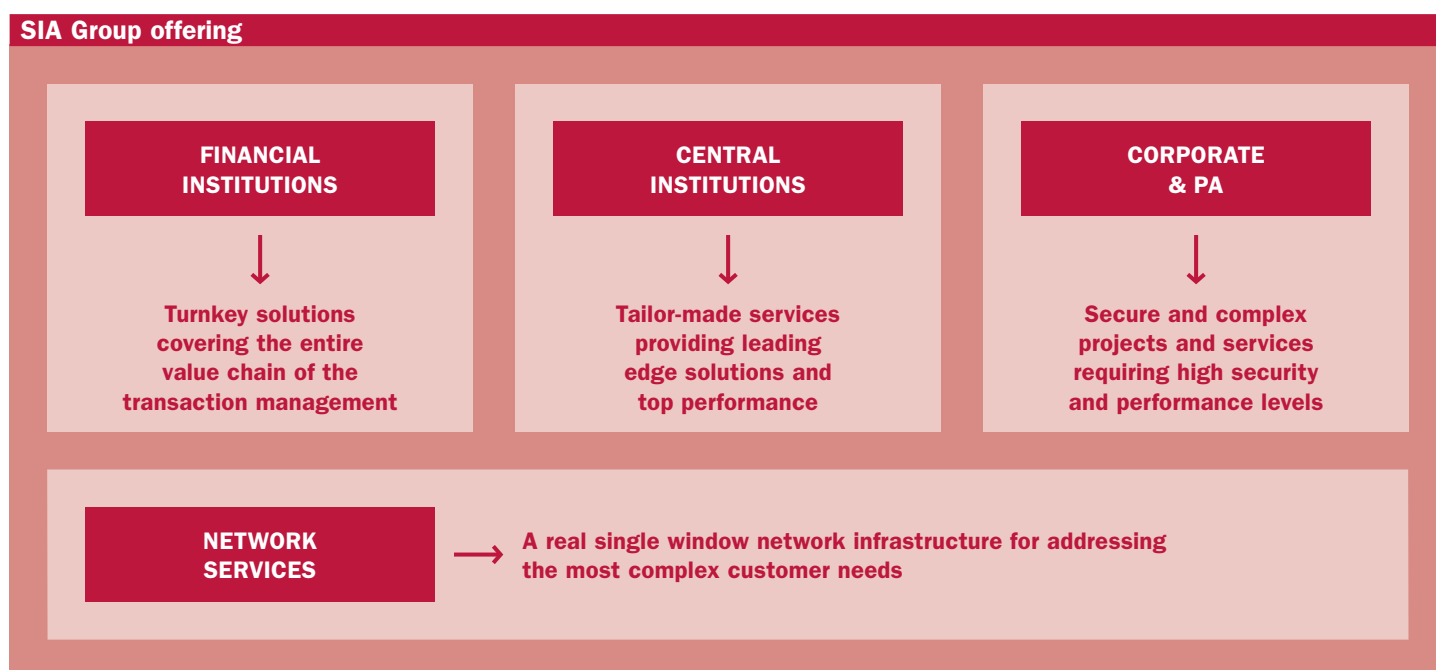 SIA Group offering
FINANCIAL
INSTITUTIONS
Turnkey solutions
covering the entire
value chain of the
transaction management
CENTRAL
INSTITUTIONS
Tailor-made services
providing leading
edge solutions and
top performance
CORPORATE
& PA
Secure and complex
projects and services
requiring high security
and performance levels
NETWORK
SERVICES
A real single window network infrastructure for addressing
the most complex customer needs